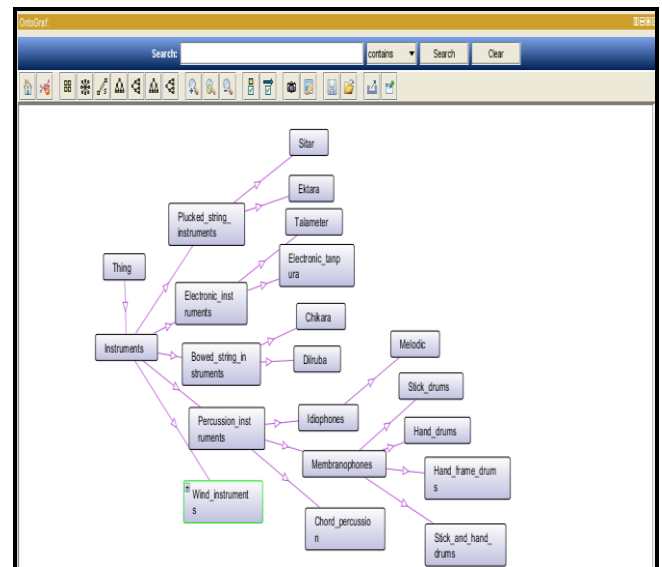 OntoGraf:
Search:
contains
Search
Clear
Sitar
Ektara
Plucked_string_
instruments
Talameter
Electronic_tanp
ura
Thing
Electronic_inst
ruments
Chikara
Instruments
Bowed_string_in
struments
Dilruba
Melodic
Stick_drums
Percussion_inst
ruments
Idiophones
Hand_drums
Membranophones
Hand_frame_drum
s
Wind_instrument
s
Chord_percussio
n
Stick_and_hand_
drums